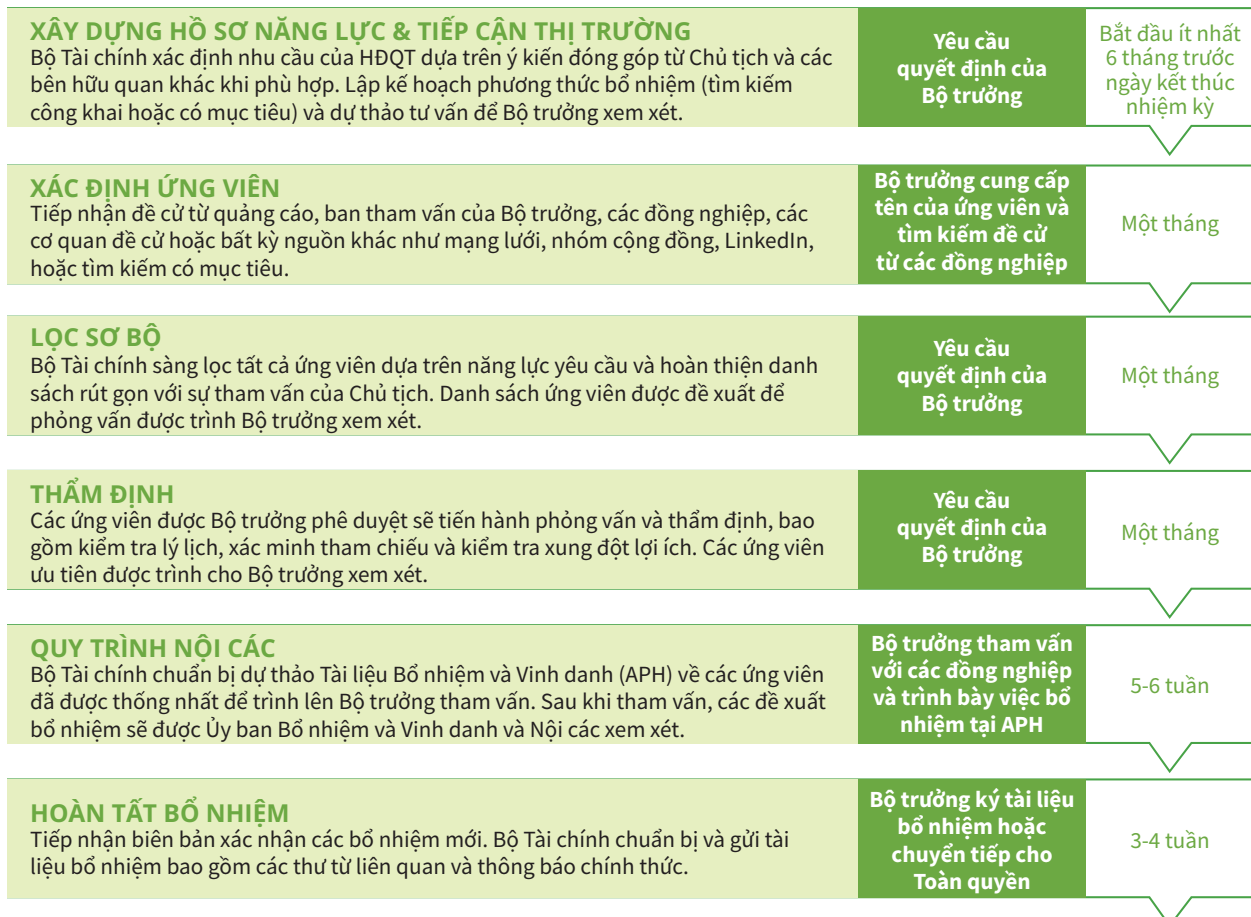 XÂY DỰNG HỒ SƠ NĂNG LỰC & TIẾP CẬN THỊ TRƯỜNG
Bộ Tài chính xác định nhu cầu của HĐQT dựa trên ý kiến đóng góp từ Chủ tịch và các
bên hữu quan khác khi phù hợp. Lập kế hoạch phương thức bổ nhiệm (tìm kiếm
công khai hoặc có mục tiêu) và dự thảo tư vấn để Bộ trưởng xem xét.
Yêu cầu
quyết định của
Bộ trưởng
Bắt đầu ít nhất
6 tháng trước
ngày kết thúc
nhiệm kỳ
XÁC ĐỊNH ỨNG VIÊN
Tiếp nhận đề cử từ quảng cáo, ban tham vấn của Bộ trưởng, các đồng nghiệp, các
cơ quan đề cử hoặc bất kỳ nguồn khác như mạng lưới, nhóm cộng đồng, LinkedIn,
hoặc tìm kiếm có mục tiêu.
Bộ trưởng cung cấp
tên của ứng viên và
tìm kiếm đề cử
từ các đồng nghiệp
Một tháng
LỌC SƠ BỘ
Bộ Tài chính sàng lọc tất cả ứng viên dựa trên năng lực yêu cầu và hoàn thiện danh
sách rút gọn với sự tham vấn của Chủ tịch. Danh sách ứng viên được đề xuất để
phỏng vấn được trình Bộ trưởng xem xét.
Yêu cầu
quyết định của
Bộ trưởng
Một tháng
THẨM ĐỊNH
Các ứng viên được Bộ trưởng phê duyệt sẽ tiến hành phỏng vấn và thẩm định, bao
gồm kiểm tra lý lịch, xác minh tham chiếu và kiểm tra xung đột lợi ích. Các ứng viên
ưu tiên được trình cho Bộ trưởng xem xét.
Yêu cầu
quyết định của
Bộ trưởng
Một tháng
QUY TRÌNH NỘI CÁC
Bộ Tài chính chuẩn bị dự thảo Tài liệu Bổ nhiệm và Vinh danh (APH) về các ứng viên
đã được thống nhất để trình lên Bộ trưởng tham vấn. Sau khi tham vấn, các đề xuất
bổ nhiệm sẽ được Ủy ban Bổ nhiệm và Vinh danh và Nội các xem xét.
Bộ trưởng tham vấn
với các đồng nghiệp
và trình bày việc bổ
nhiệm tại APH
5-6 tuần
HOÀN TẤT BỔ NHIỆM
Tiếp nhận biên bản xác nhận các bổ nhiệm mới. Bộ Tài chính chuẩn bị và gửi tài
liệu bổ nhiệm bao gồm các thư từ liên quan và thông báo chính thức.
Bộ trưởng ký tài liệu
bổ nhiệm hoặc
chuyển tiếp cho
Toàn quyền
3-4 tuần